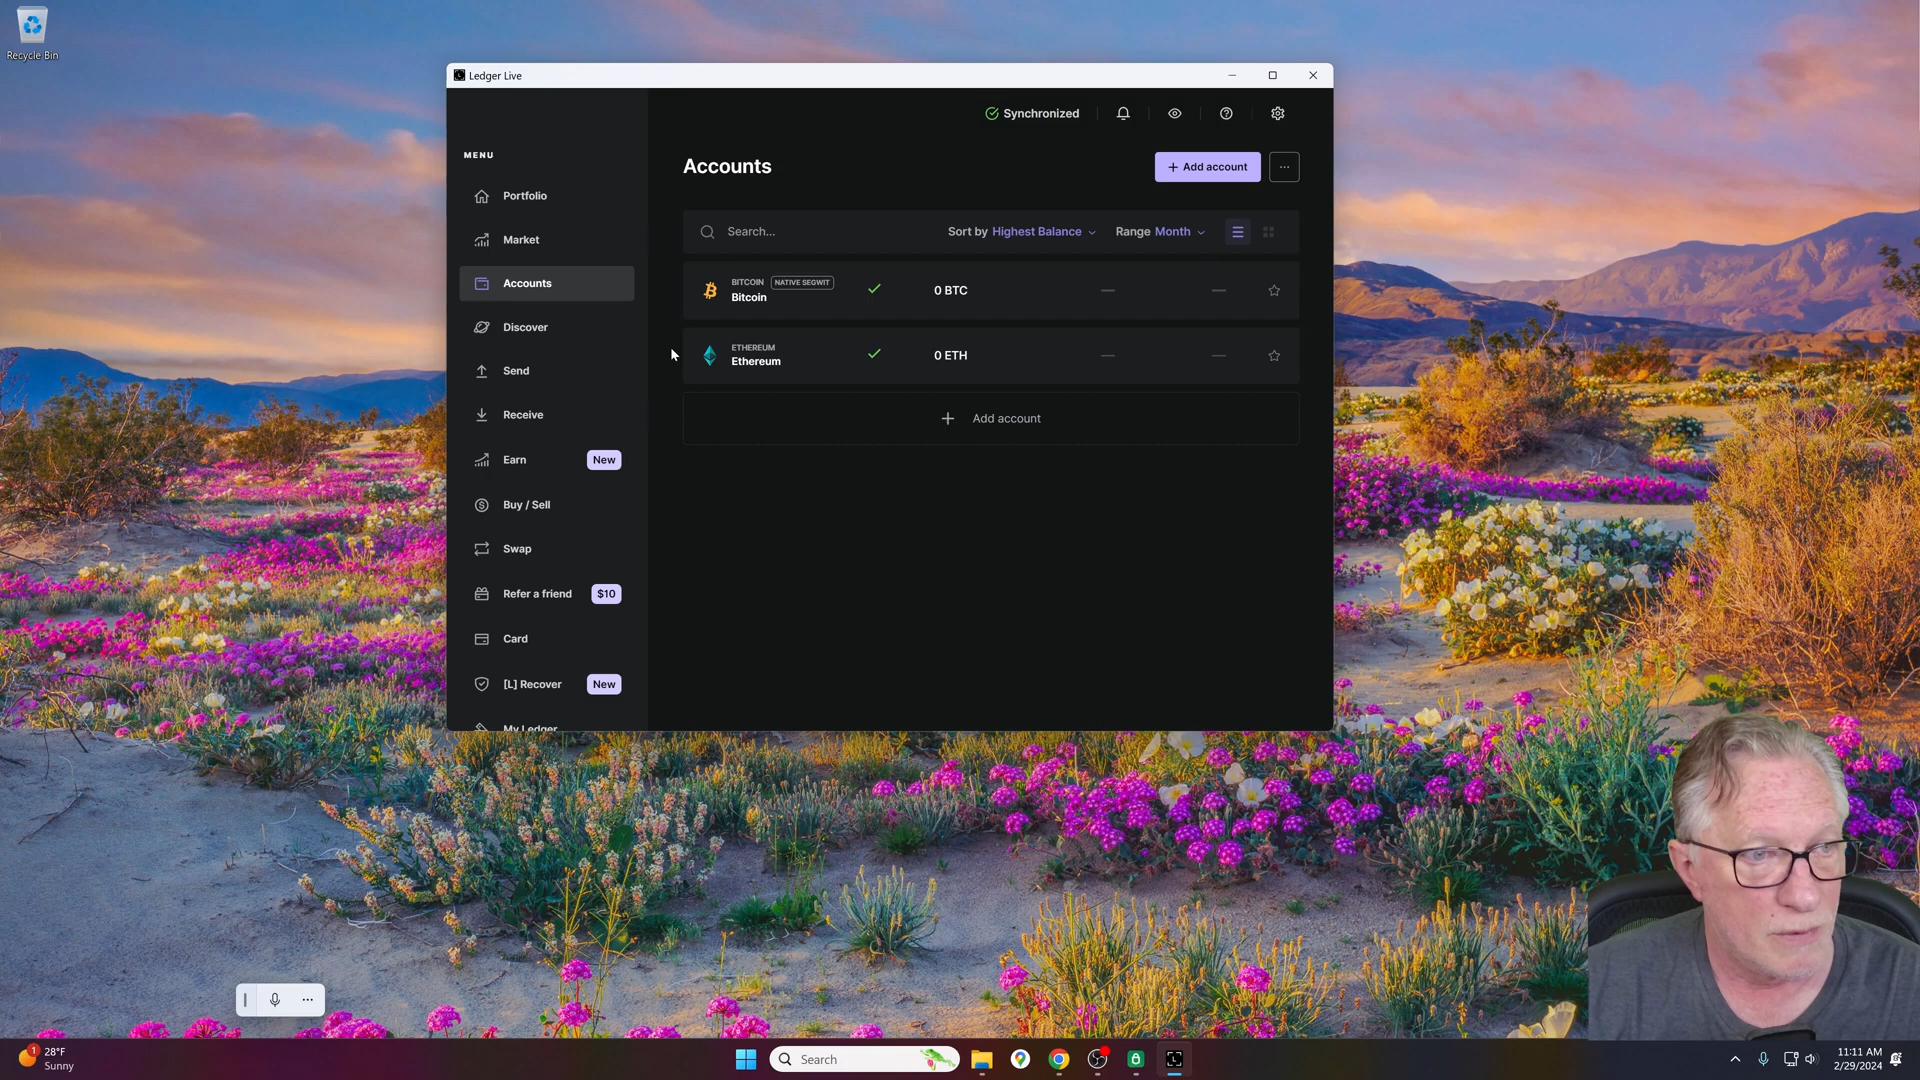 Recycle Bin
Ledger Live
Synchronized
MENU
Portfolio
Market
Accounts
Discover
Send
Receive
Earn New
Buy / Sell
Swap
Refer a friend $10
Card
[L] Recover New
My Ledger
Accounts
+ Add account
...
Search...
Sort by Highest Balance
Range Month
BITCOIN NATIVE SEGWIT
Bitcoin
0 BTC
— —
ETHEREUM
Ethereum
0 ETH
— —
+ Add account
1
28°F
Sunny
Search
11:11 AM
2/29/2024